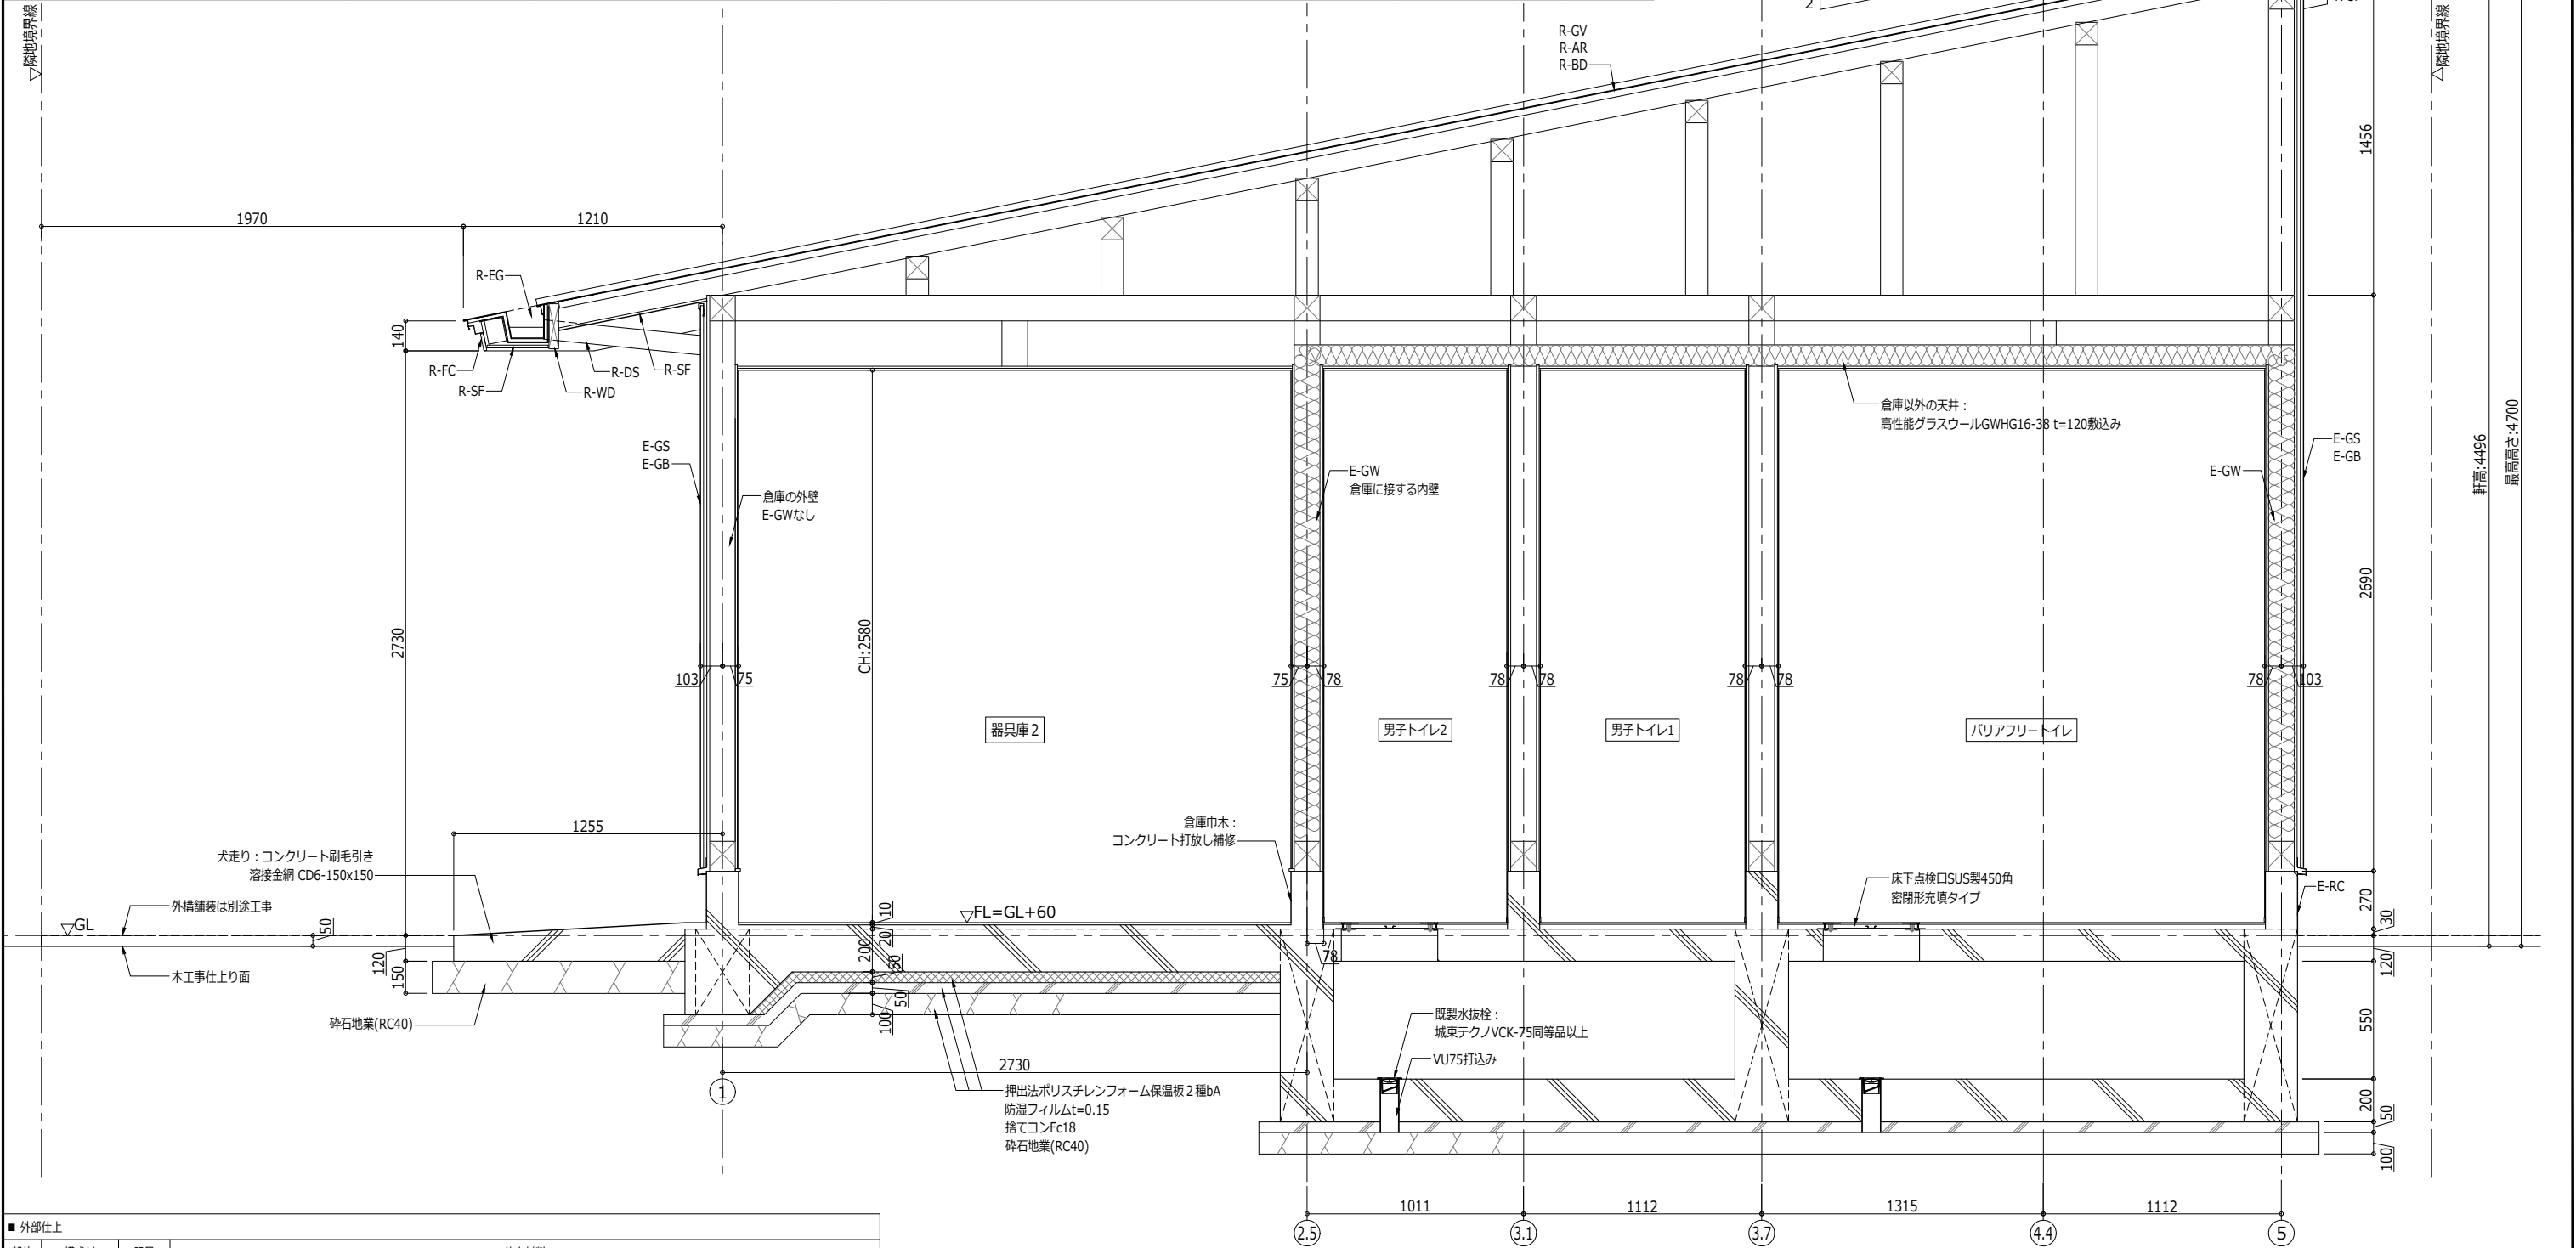 隣地境界線
2
隣地境界線
R-GV
R-AR
R-BD
1456
1970
1210
R-EG
140
R-FC
R-SF
R-DS
R-SF
R-WD
倉庫以外の天井：
高性能グラスウールGWHG16-38 t=120敷込み
E-GS
E-GB
倉庫の外壁
E-GWなし
E-GW
倉庫に接する内壁
E-GW
E-GS
E-GB
軒高:4496
最高高さ:4700
2730
CH:2580
2690
103
75
75
78
78
78
78
78
78
103
器具庫２
男子トイレ2
男子トイレ1
バリアフリートイレ
1255
倉庫巾木：
コンクリート打放し補修
犬走り：コンクリート刷毛引き
溶接金網 CD6-150x150
床下点検口SUS製450角
密閉形充填タイプ
E-RC
外構舗装は別途工事
GL
50
FL=GL+60
10
20
200
50
50
100
78
270
30
120
本工事仕上り面
120
150
砕石地業(RC40)
既製水抜栓：
城東テクノVCK-75同等品以上
VU75打込み
550
2730
1
押出法ポリスチレンフォーム保温板２種bA
防湿フィルムt=0.15
捨てコンFc18
砕石地業(RC40)
200
50
100
1011
1112
1315
1112
2.5
3.1
3.7
4.4
5
■ 外部仕上